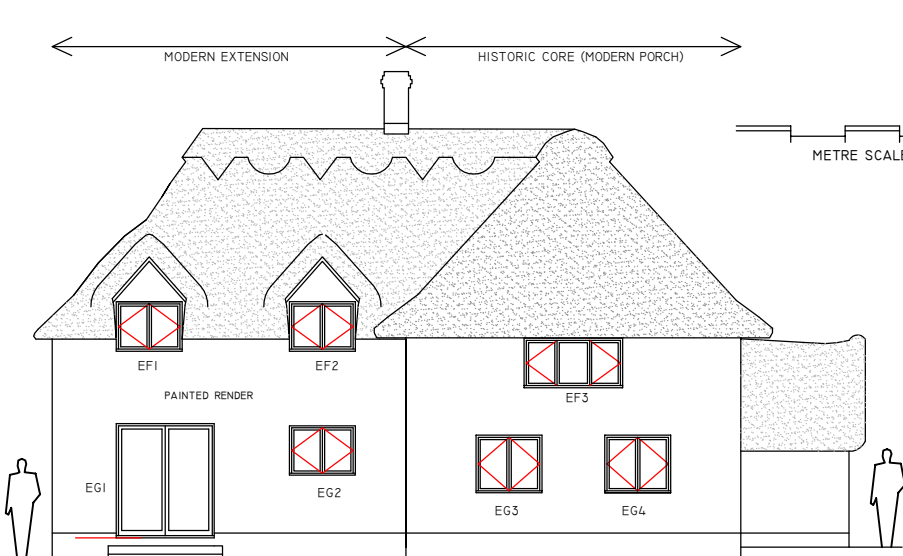 MODERN EXTENSION
HISTORIC CORE (MODERN PORCH)
METRE SCALE
EF1
EF2
PAINTED RENDER
EF3
EG1
EG2
EG3
EG4